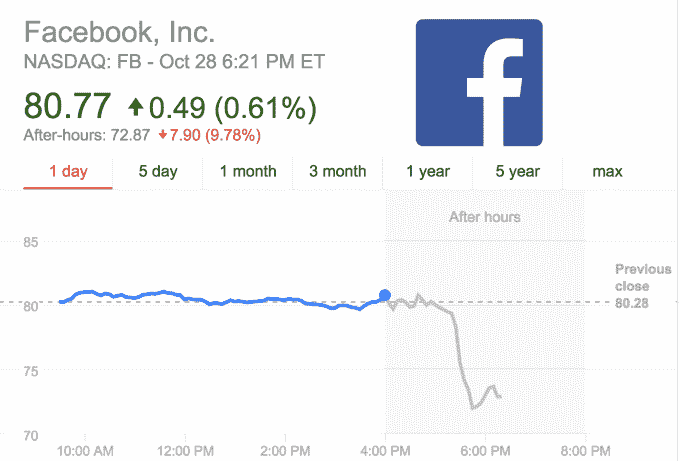 Facebook, Inc.
NASDAQ: FB - Oct 28 6:21 PM ET
80.77 ↑0.49 (0.61%)
After-hours: 72.87 ↓7.90 (9.78%)
1 day 5 day 1 month 3 month 1 year 5 year max
After hours
85
80
75
70
Previous
close
80.28
10:00 AM 12:00 PM 2:00 PM 4:00 PM 6:00 PM 8:00 PM